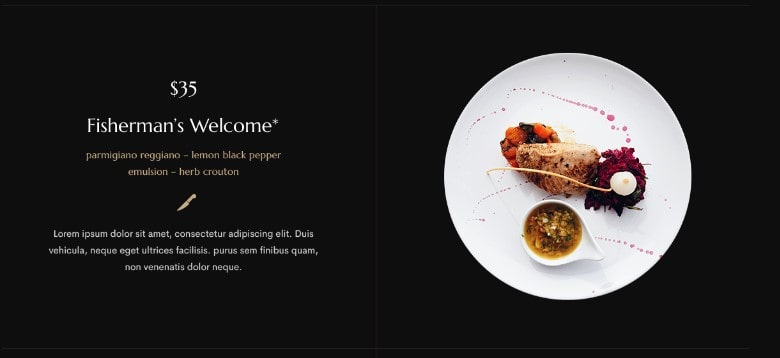 $35
Fisherman's Welcome*
parmigiano reggiano – lemon black pepper
emulsion – herb crouton
Lorem ipsum dolor sit amet, consectetur adipiscing elit. Duis
vehicula, neque eget ultrices facilisis. purus sem finibus quam,
non venenatis dolor neque.